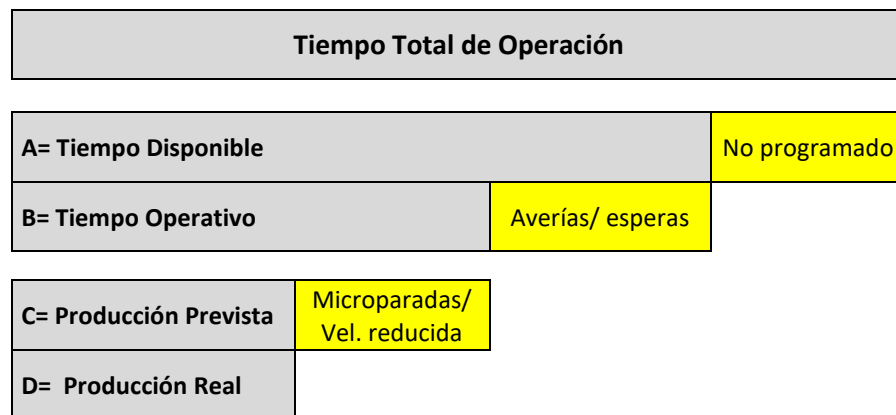 Tiempo Total de Operación
A= Tiempo Disponible
No programado
B= Tiempo Operativo
Averías/ esperas
C= Producción Prevista
Microparadas/
Vel. reducida
D=  Producción Real